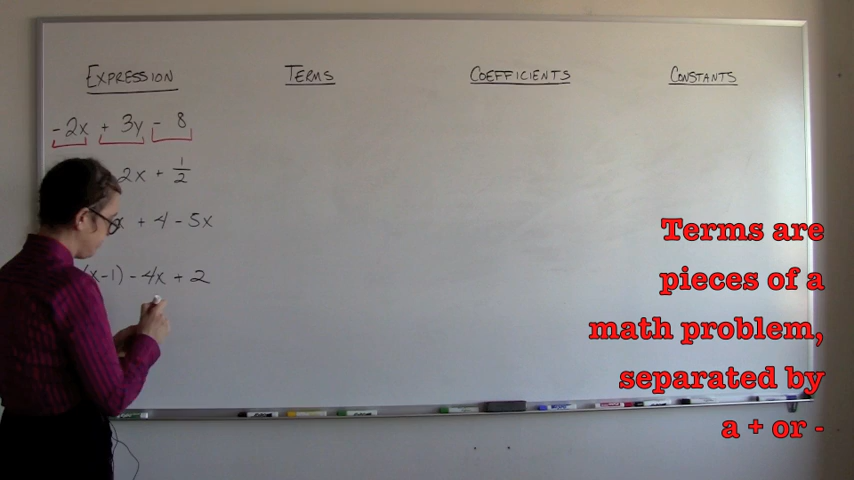 EXPRESSION TERMS COEFFICIENTS CONSTANTS
-2x + 3y - 8
2x + 1/2
x + 4 - 5x
(x-1) - 4x + 2
Terms are
pieces of a
math problem,
separated by
a + or -